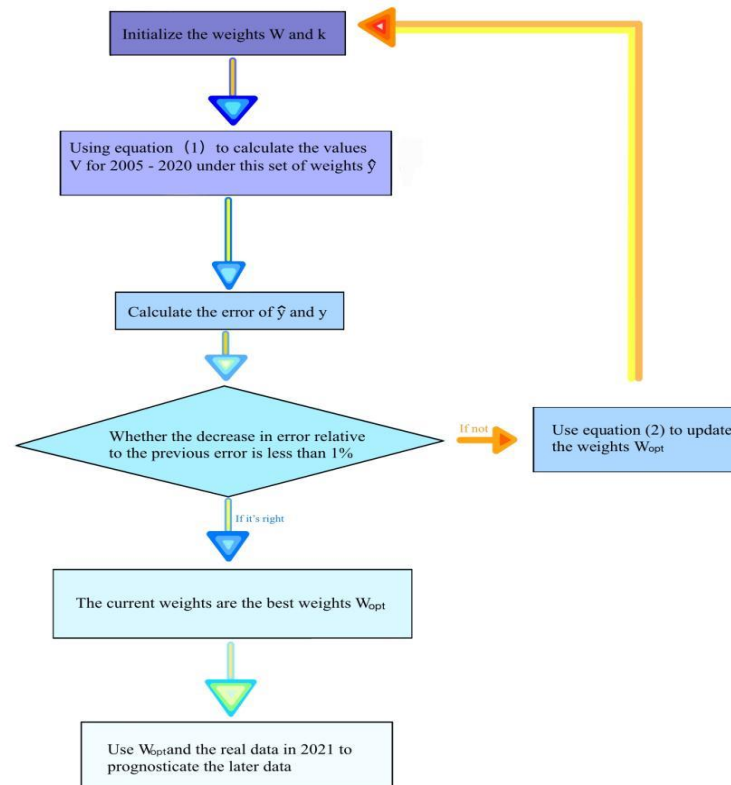 Initialize the weights W and k
Using equation (1) to calculate the values
V for 2005 - 2020 under this set of weights ŷ
Calculate the error of ŷ and y
Whether the decrease in error relative
to the previous error is less than 1%
If not
Use equation (2) to update
the weights Wopt
If it's right
The current weights are the best weights Wopt
Use Woptand the real data in 2021 to
prognosticate the later data